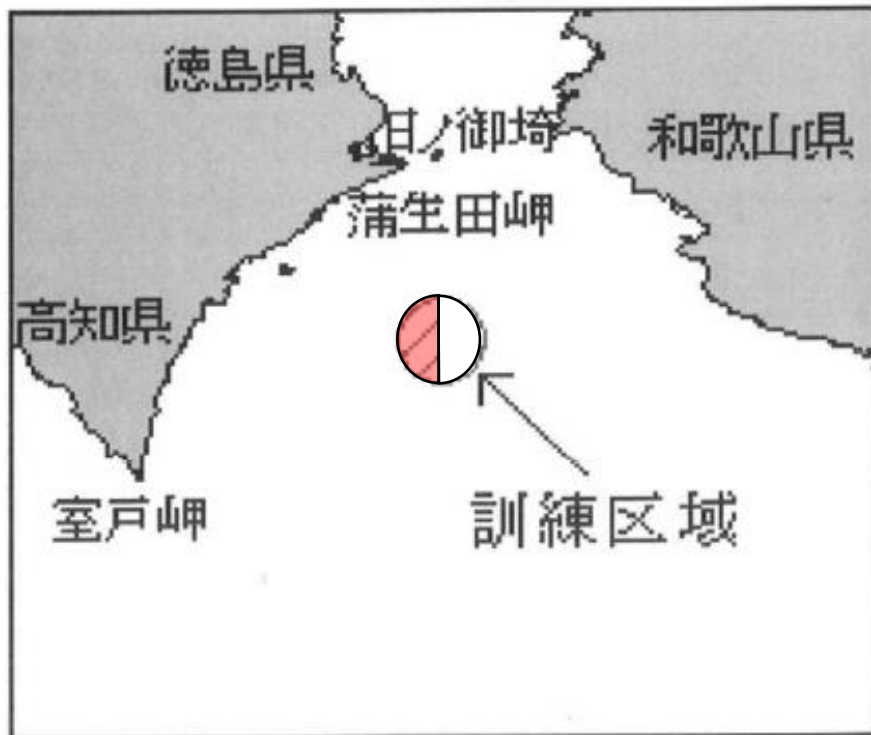 徳島県
日ノ御埼
和歌山県
蒲生田岬
高知県
室戸岬
訓練区域